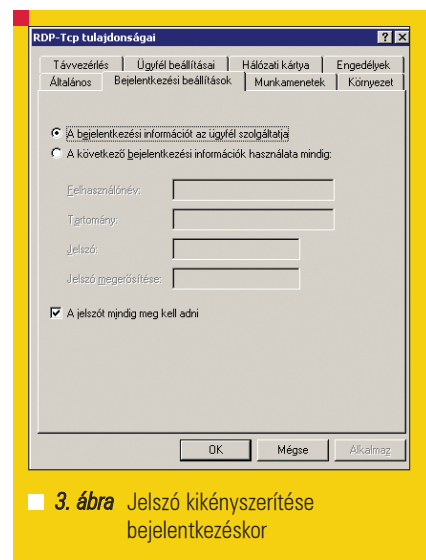 RDP-Tcp tulajdonságai
Távvezérlés Ügyfél beállításai Hálózati kártya Engedélyek
Általános Bejelentkezési beállítások Munkamenetek Környezet
A bejelentkezési információt az ügyfél szolgáltatja
A következő bejelentkezési információk használata mindig:
Felhasználónév:
Tartomány:
Jelszó:
Jelszó megerősítése:
A jelszót mindig meg kell adni
OK Mégse Alkalmaz
3. ábra Jelszó kikényszerítése
bejelentkezéskor